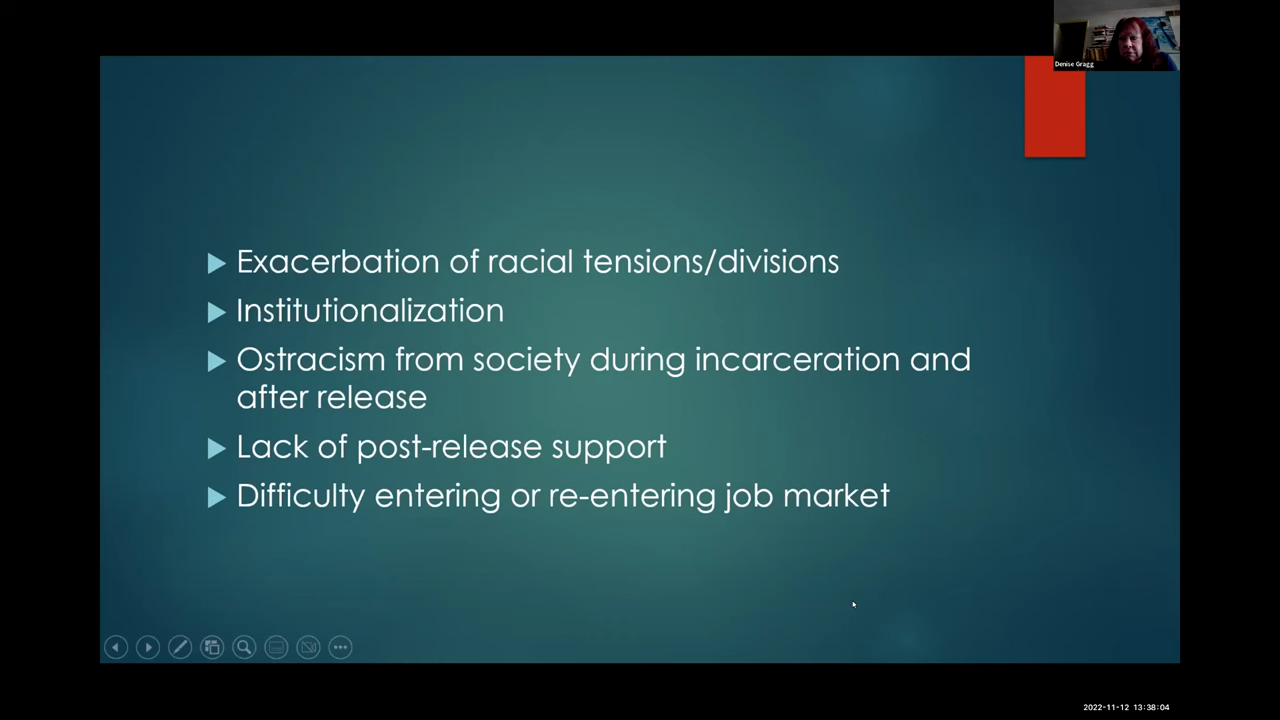 Denise Gragg
Exacerbation of racial tensions/divisions
Institutionalization
Ostracism from society during incarceration and
after release
Lack of post-release support
Difficulty entering or re-entering job market
2022-11-12 13:38:04